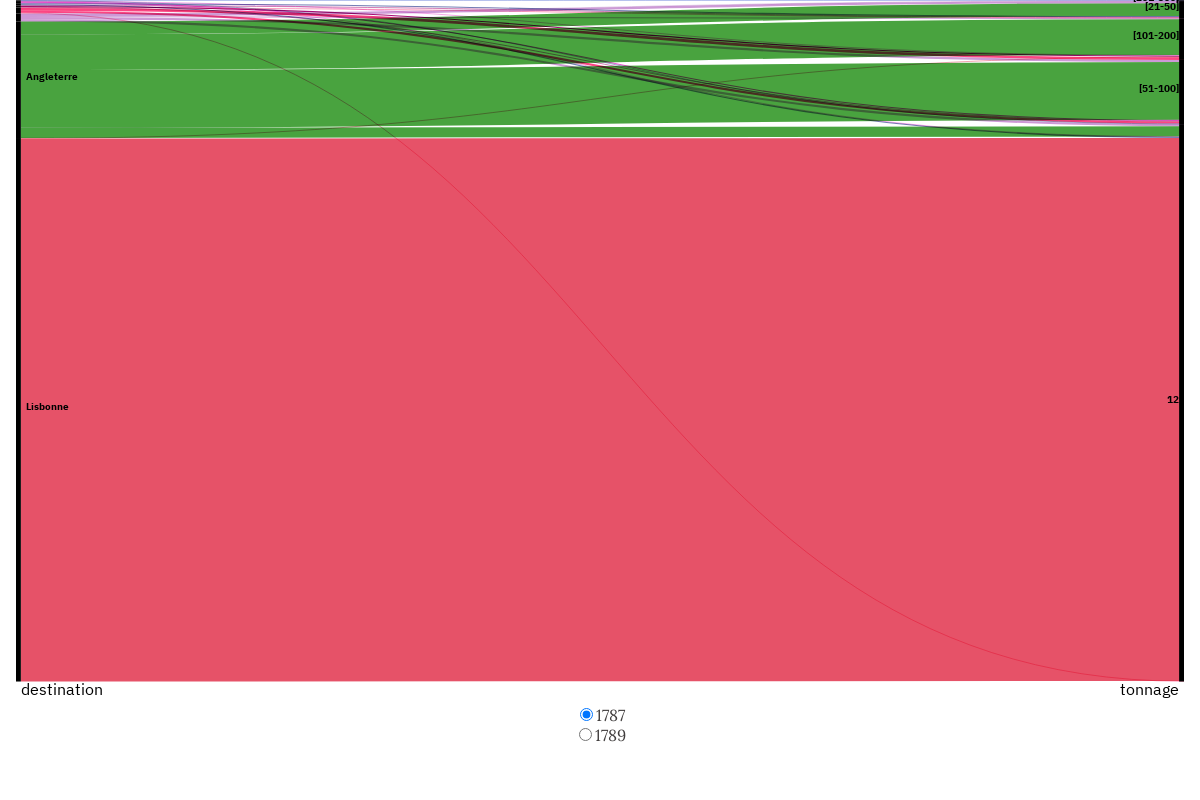 [21-50]
[101-200]
Angleterre
[51-100]
12
Lisbonne
destination
tonnage
1787
1789